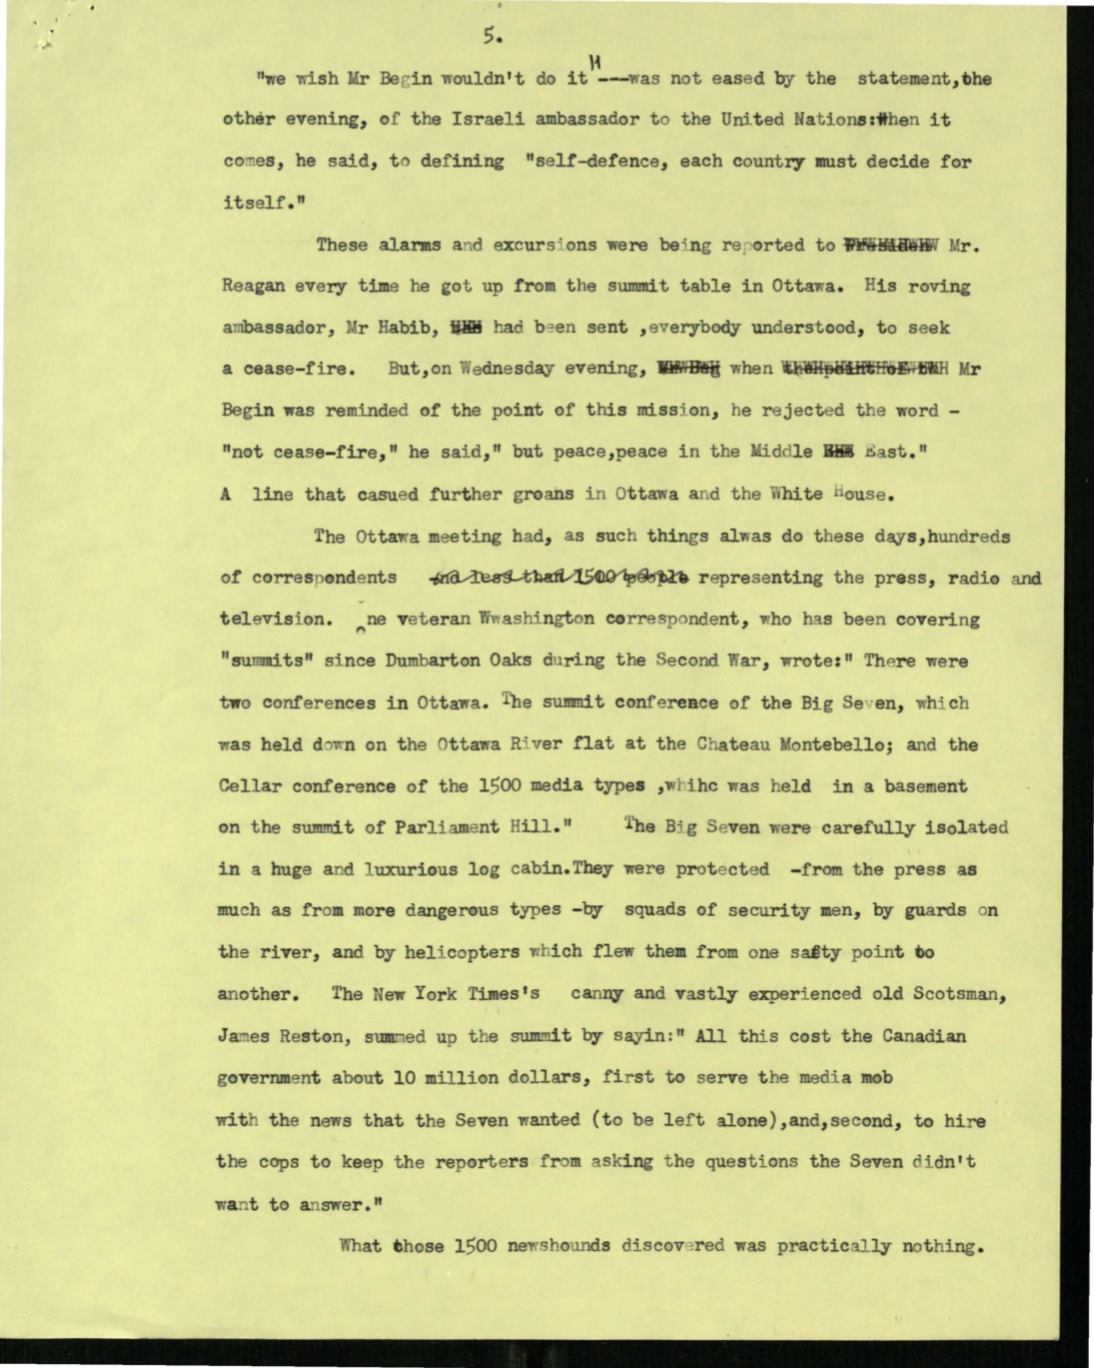 5.
"we wish Mr Begin wouldn't do it"---was not eased by the statement,the
other evening, of the Israeli ambassador to the United Nations:When it
comes, he said, to defining "self-defence, each country must decide for
itself."
These alarms and excursions were being reported to Mr.
Reagan every time he got up from the summit table in Ottawa. His roving
ambassador, Mr Habib, had been sent ,everybody understood, to seek
a cease-fire. But,on Wednesday evening, when Mr
Begin was reminded of the point of this mission, he rejected the word -
"not cease-fire," he said," but peace,peace in the Middle East."
A line that casued further groans in Ottawa and the White House.
The Ottawa meeting had, as such things alwas do these days,hundreds
of correspondents and less than 1500 people representing the press, radio and
television. ne veteran Wwashington correspondent, who has been covering
"summits" since Dumbarton Oaks during the Second War, wrote:" There were
two conferences in Ottawa. The summit conference of the Big Seven, which
was held down on the Ottawa River flat at the Chateau Montebello; and the
Cellar conference of the 1500 media types ,whihc was held in a basement
on the summit of Parliament Hill." The Big Seven were carefully isolated
in a huge and luxurious log cabin.They were protected -from the press as
much as from more dangerous types -by squads of security men, by guards on
the river, and by helicopters which flew them from one safty point to
another. The New York Times's canny and vastly experienced old Scotsman,
James Reston, summed up the summit by sayin:" All this cost the Canadian
government about 10 million dollars, first to serve the media mob
with the news that the Seven wanted (to be left alone),and,second, to hire
the cops to keep the reporters from asking the questions the Seven didn't
want to answer."
What those 1500 newshounds discovered was practically nothing.